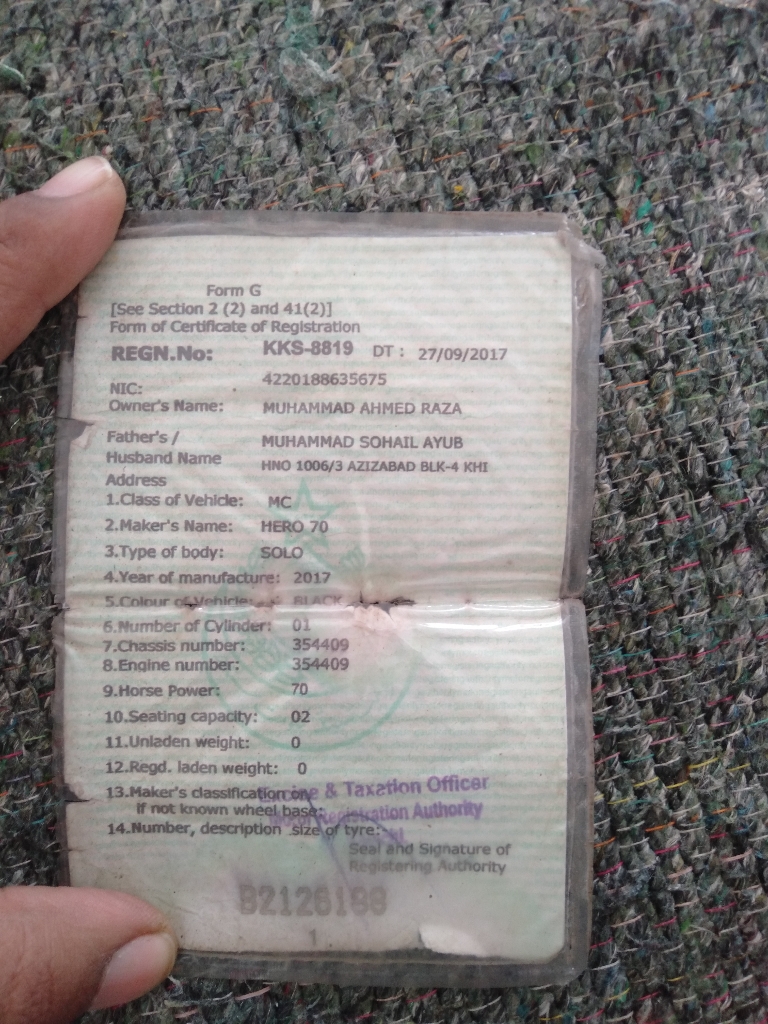 Form G
[See Section 2 (2) and 41(2)]
Form of Certificate of Registration
REGN.No: KKS-8819 DT : 27/09/2017
NIC: 4220188635675
Owner's Name: MUHAMMAD AHMED RAZA
Father's / MUHAMMAD SOHAIL AYUB
Husband Name HNO 1006/3 AZIZABAD BLK-4 KHI
Address
1.Class of Vehicle: MC
2.Maker's Name: HERO 70
3.Type of body: SOLO
4.Year of manufacture: 2017
5.Colour of Vehicle: BLACK
6.Number of Cylinder: 01
7.Chassis number: 354409
8.Engine number: 354409
9.Horse Power: 70
10.Seating capacity: 02
11.Unladen weight: 0
12.Regd. laden weight: 0
& Taxation Officer
13.Maker's classification or
if not known wheel base:
Registration Authority
14.Number, description size of tyre:
Seal and Signature of
Registering Authority
B2126188
1